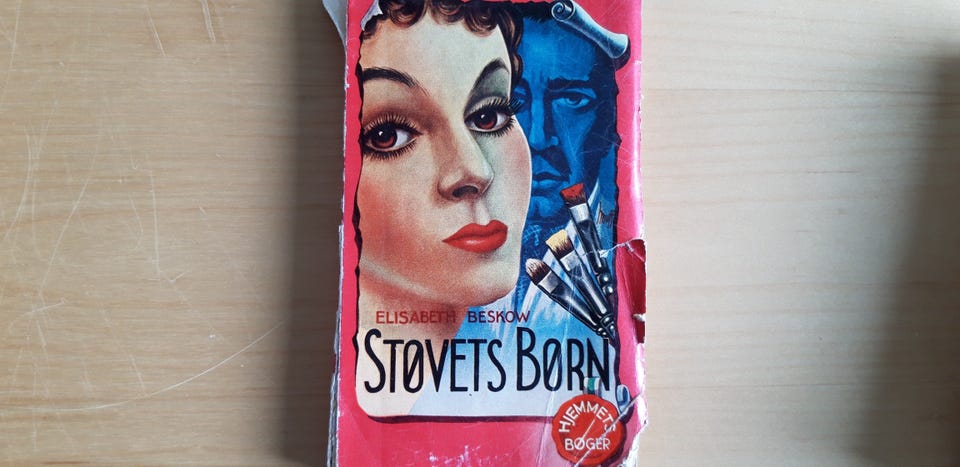 ELISABETH BESKOW
STØVETS BØRN
HJEMMETS
BØGER